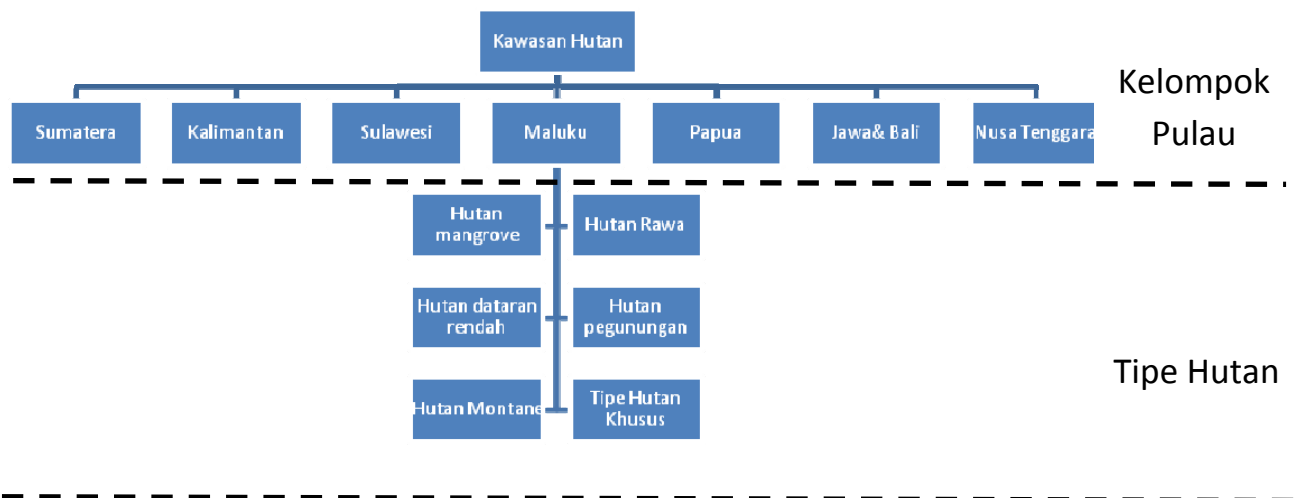 Kawasan Hutan
Kelompok
Pulau
Sumatera
Kalimantan
Sulawesi
Maluku
Papua
Jawa& Bali
Nusa Tenggara
Hutan
mangrove
Hutan Rawa
Hutan dataran
rendah
Hutan
pegunungan
Tipe Hutan
Hutan Montane
Tipe Hutan
Khusus